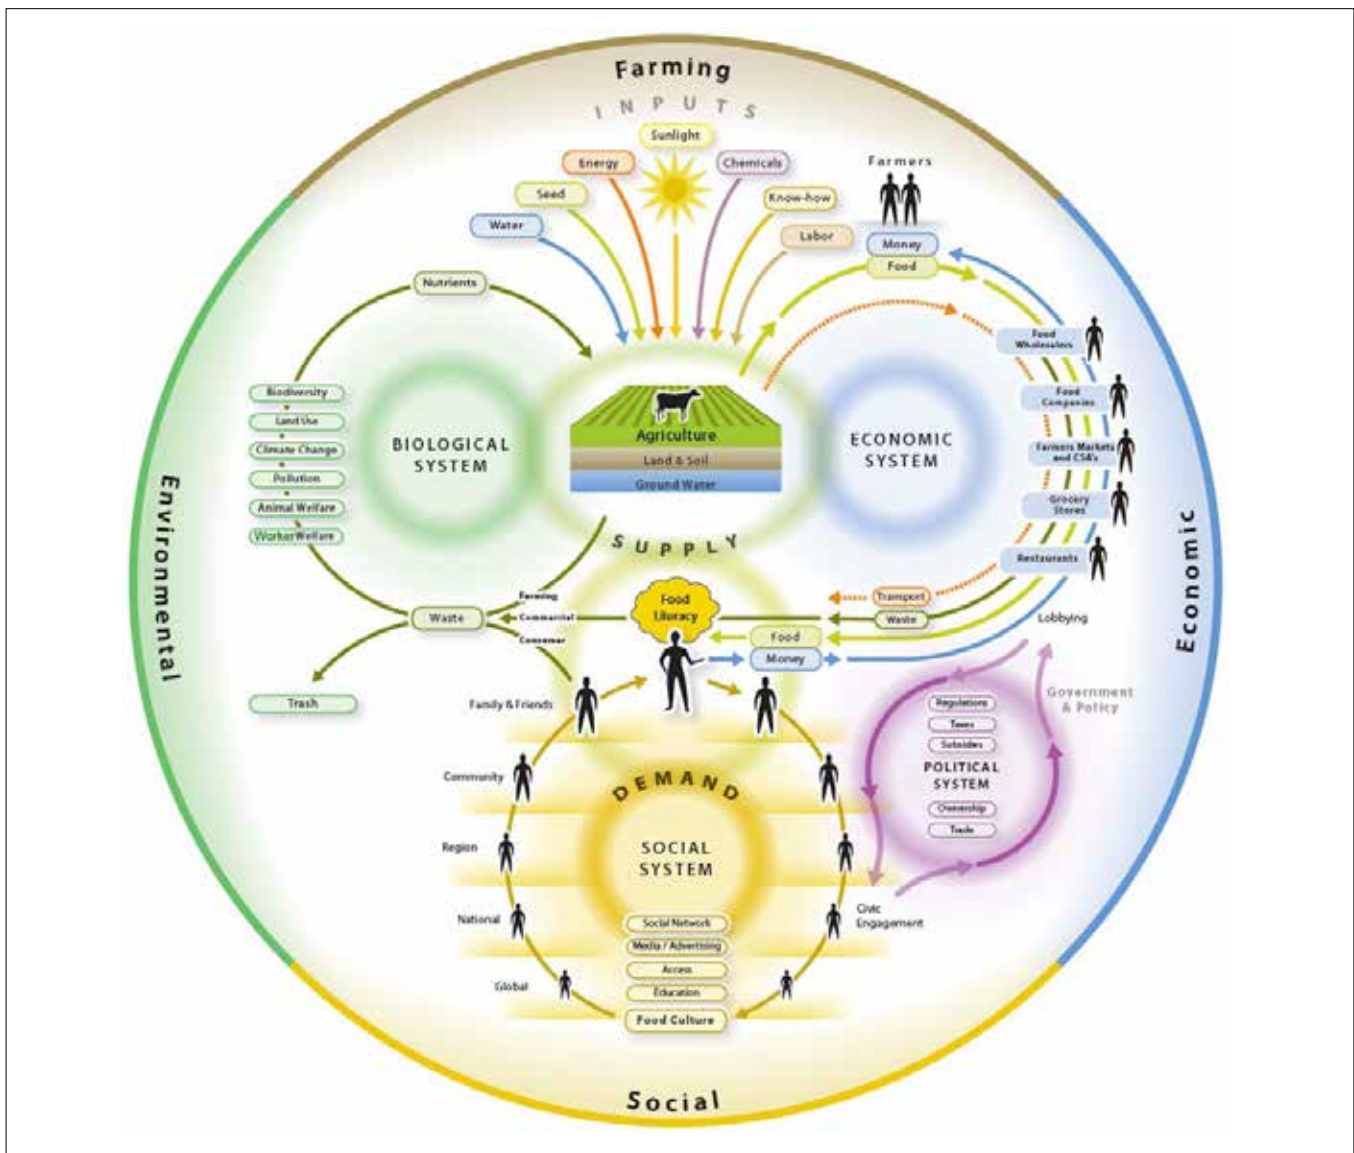 Farming
INPUTS
Sunlight
Energy
Chemicals
Farmers
Seed
Know-how
Water
Labor
Money
Food
Nutrients
Food
Wholesalers
Biodiversity
Land Use
Climate Change
Pollution
Animal Welfare
Worker Welfare
BIOLOGICAL
SYSTEM
Agriculture
Land & Soil
Ground Water
ECONOMIC
SYSTEM
Food
Companies
Farmers Markets
and CSA's
Grocery
Stores
Restaurants
Environmental
Economic
SUPPLY
Farming
Commercial
Consumer
Waste
Trash
Food
Literacy
Transport
Waste
Food
Money
Lobbying
Government
& Policy
Family & Friends
Community
Region
National
Global
DEMAND
SOCIAL
SYSTEM
Social Network
Media / Advertising
Access
Education
Food Culture
Regulations
Taxes
Subsidies
POLITICAL
SYSTEM
Ownership
Trade
Civic
Engagement
Social